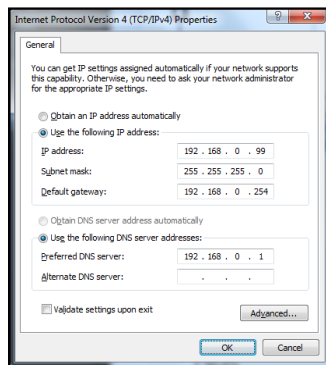 Internet Protocol Version 4 (TCP/IPv4) Properties
General
You can get IP settings assigned automatically if your network supports
this capability. Otherwise, you need to ask your network administrator
for the appropriate IP settings.
Obtain an IP address automatically
Use the following IP address:
IP address: 192 . 168 . 0 . 99
Subnet mask: 255 . 255 . 255 . 0
Default gateway: 192 . 168 . 0 . 254
Obtain DNS server address automatically
Use the following DNS server addresses:
Preferred DNS server: 192 . 168 . 0 . 1
Alternate DNS server: . . .
Validate settings upon exit
Advanced...
OK Cancel